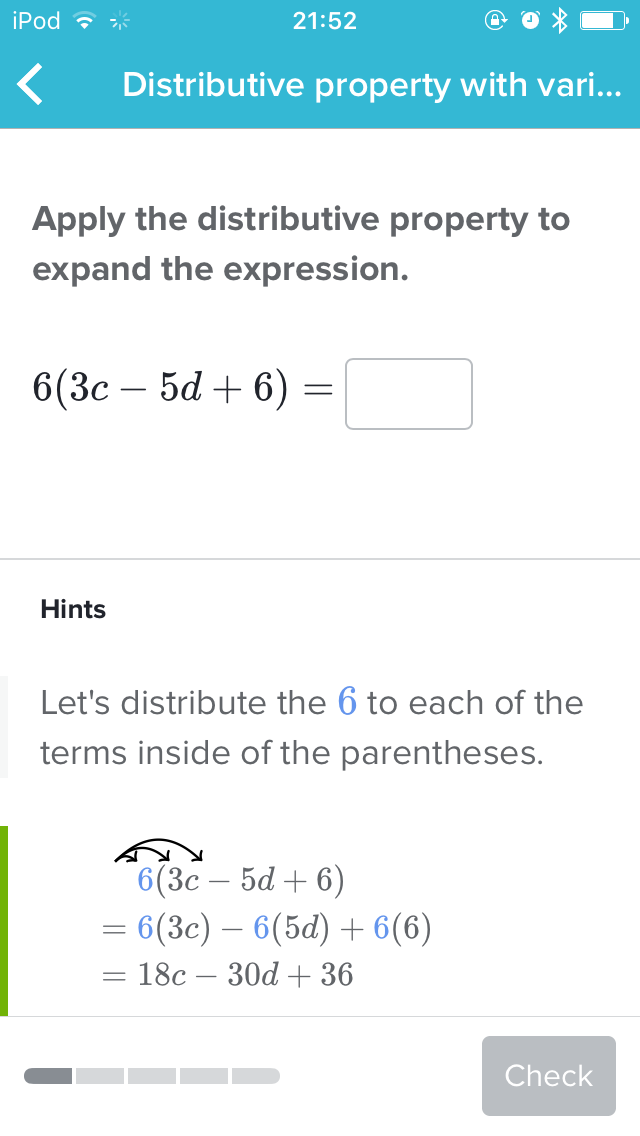 iPod 21:52
Distributive property with vari...
Apply the distributive property to
expand the expression.
6(3c − 5d + 6) =
Hints
Let's distribute the 6 to each of the
terms inside of the parentheses.
6(3c − 5d + 6)
= 6(3c) − 6(5d) + 6(6)
= 18c − 30d + 36
Check